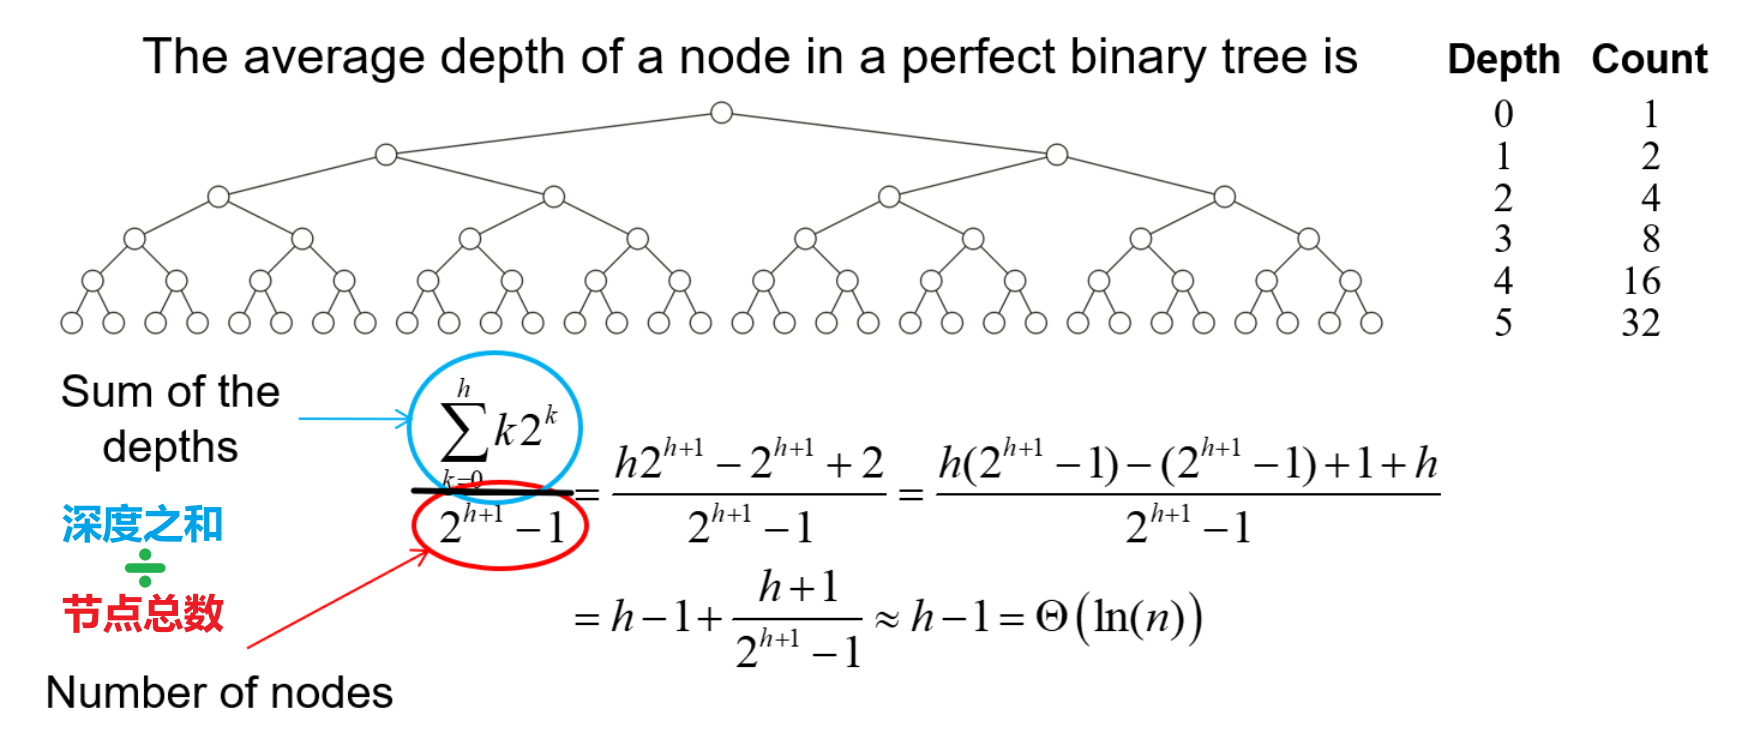 The average depth of a node in a perfect binary tree is
Depth Count
0 1
1 2
2 4
3 8
4 16
5 32
Sum of the
depths
深度之和
÷
节点总数
Number of nodes
\frac{\sum_{k=0}^{h} k2^k}{2^{h+1} - 1} = \frac{h2^{h+1} - 2^{h+1} + 2}{2^{h+1} - 1} = \frac{h(2^{h+1} - 1) - (2^{h+1} - 1) + 1 + h}{2^{h+1} - 1}
= h - 1 + \frac{h+1}{2^{h+1} - 1} ≈ h - 1 = Θ(ln(n))